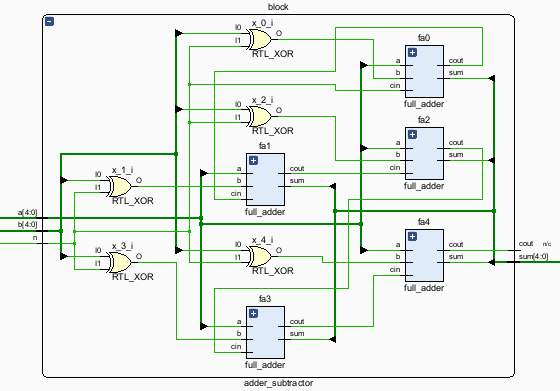 block
x_0_i
I0
I1
O
RTL_XOR
fa0
a
b
cin
cout
sum
full_adder
x_2_i
I0
I1
O
RTL_XOR
fa2
a
b
cin
cout
sum
full_adder
fa1
a
b
cin
cout
sum
full_adder
x_1_i
I0
I1
O
RTL_XOR
a[4:0]
b[4:0]
n
x_3_i
I0
I1
O
RTL_XOR
x_4_i
I0
I1
O
RTL_XOR
fa4
a
b
cin
cout
sum
full_adder
cout n/c
sum[4:0]
fa3
a
b
cin
cout
sum
full_adder
adder_subtractor